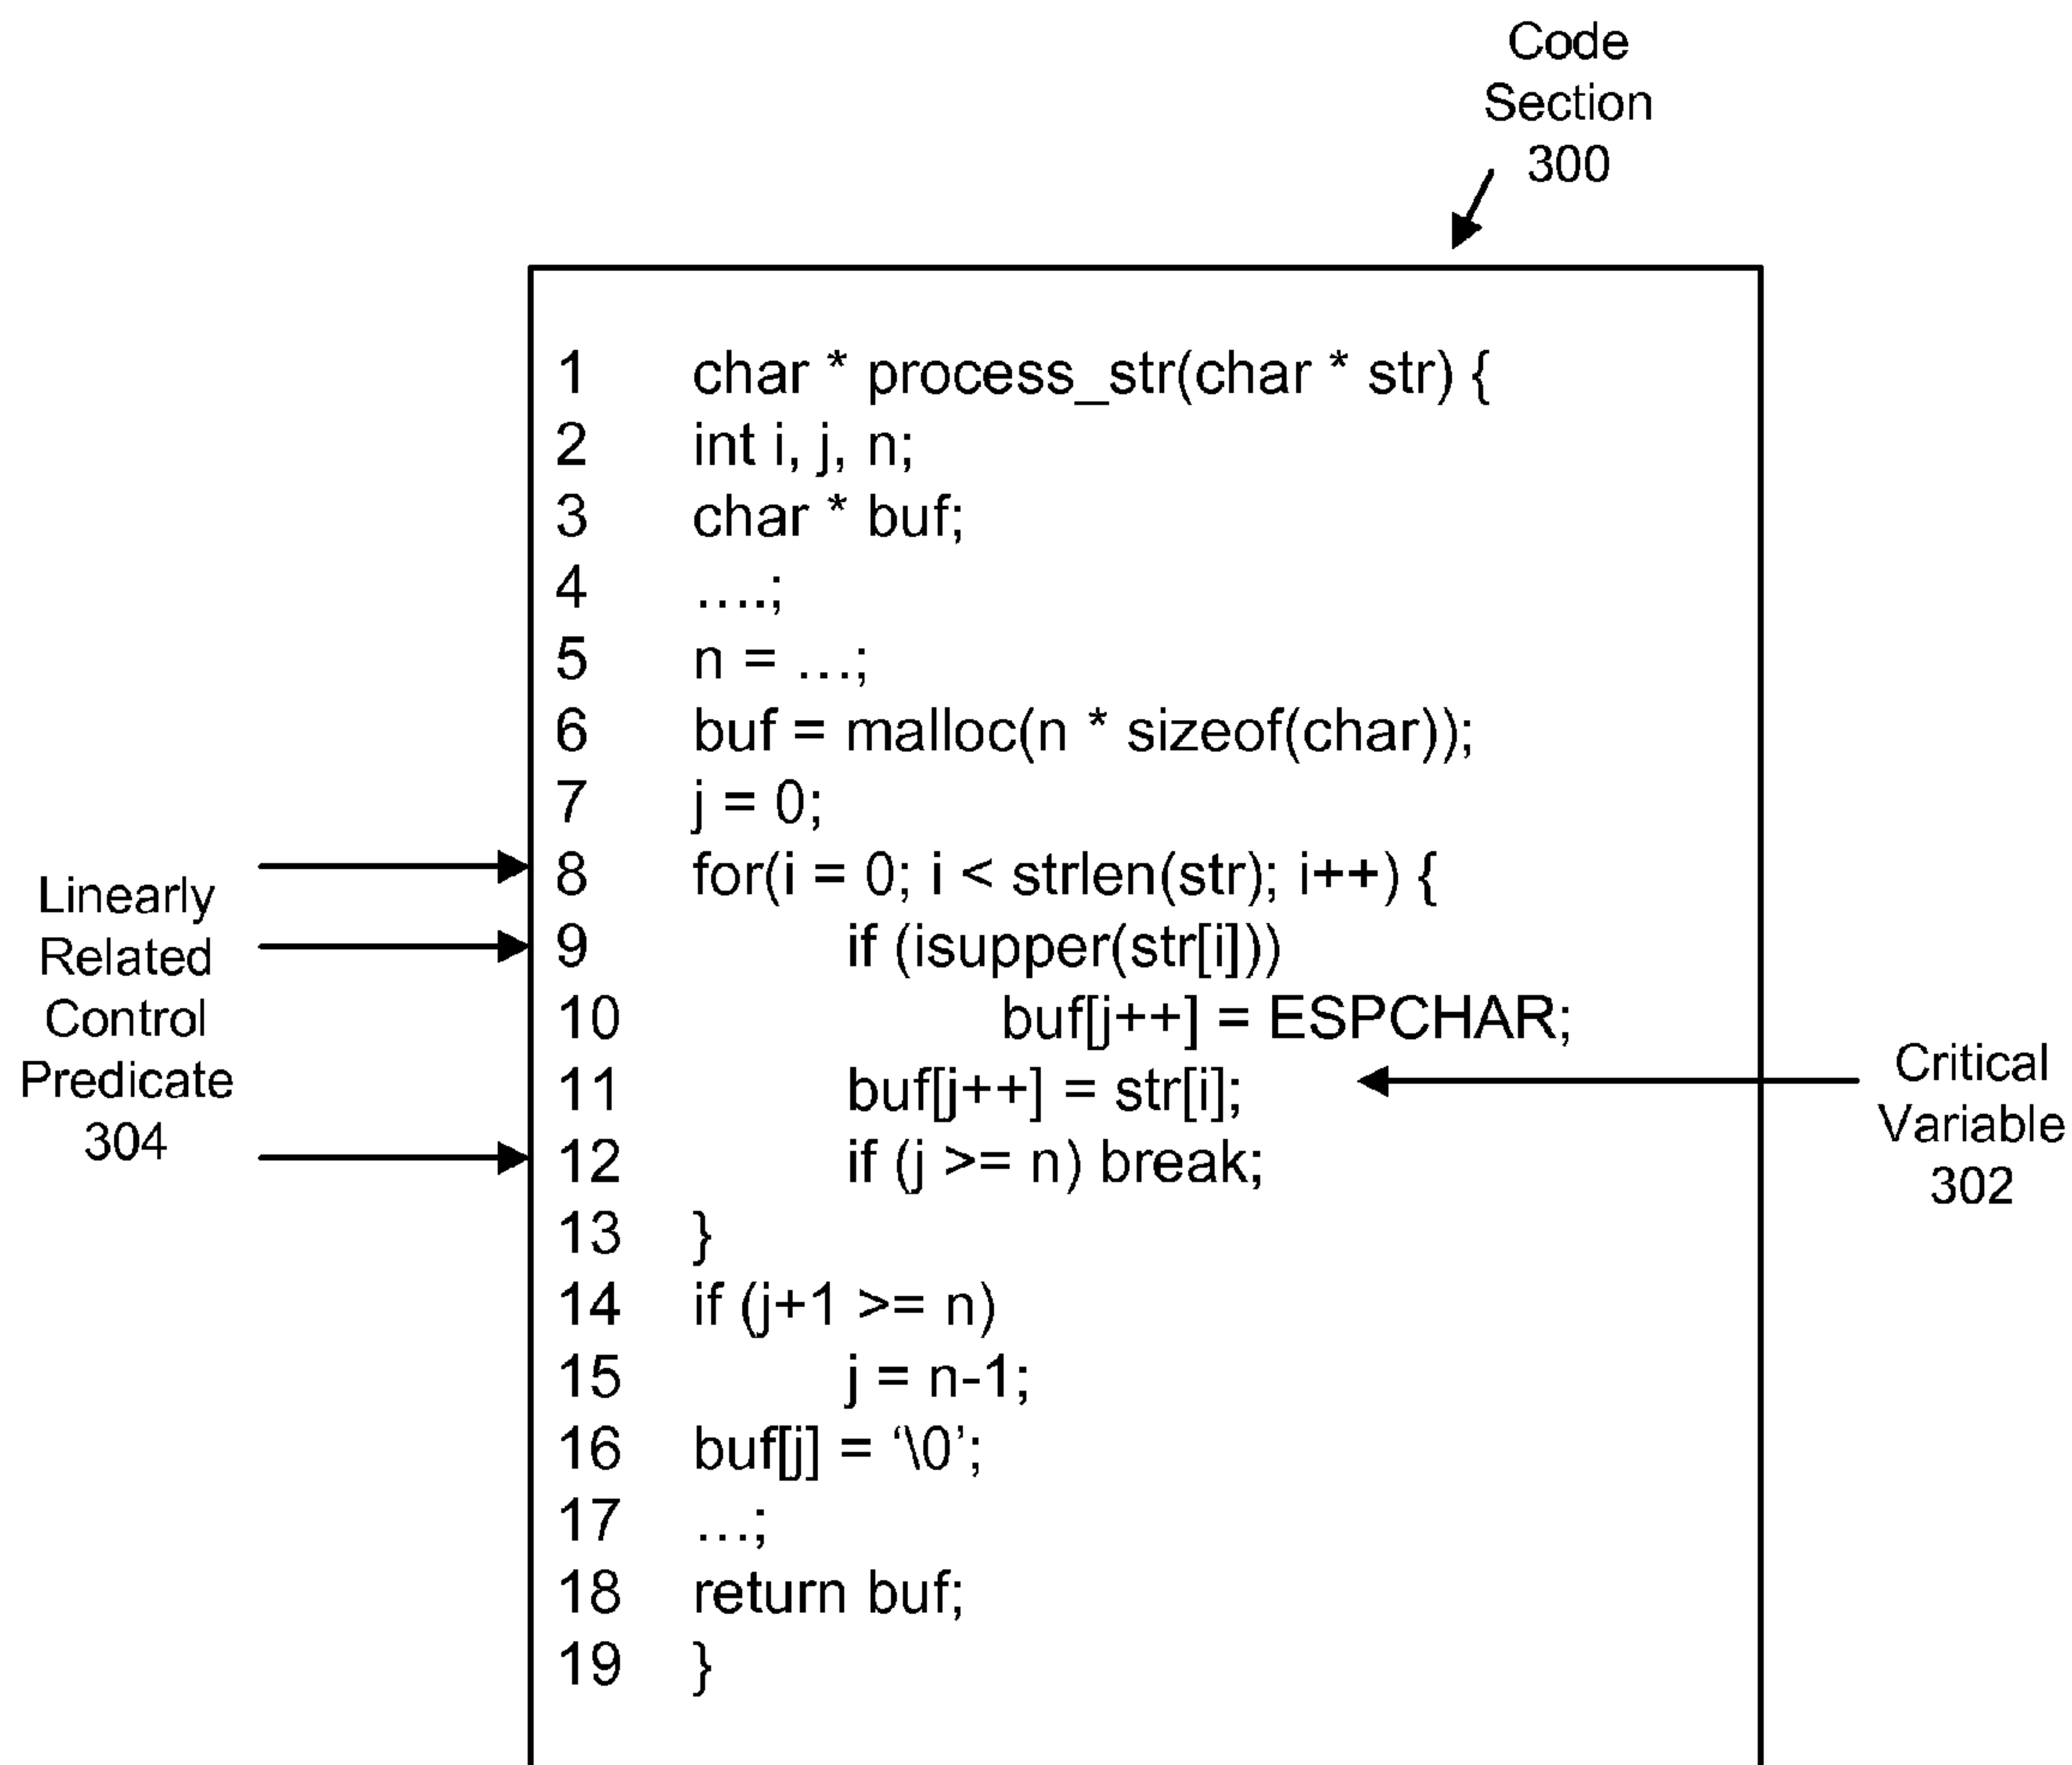 Code
Section
300
1 char * process_str(char * str) {
2 int i, j, n;
3 char * buf;
4 ....;
5 n = ...;
6 buf = malloc(n * sizeof(char));
7 j = 0;
8 for(i = 0; i < strlen(str); i++) {
9 if (isupper(str[i]))
10 buf[j++] = ESPCHAR;
11 buf[j++] = str[i];
12 if (j >= n) break;
13 }
14 if (j+1 >= n)
15 j = n-1;
16 buf[j] = ‘\0’;
17 ...;
18 return buf;
19 }
Linearly
Related
Control
Predicate
304
Critical
Variable
302